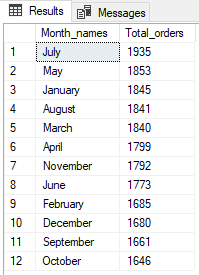 Results Messages
Month_names Total_orders
1 July 1935
2 May 1853
3 January 1845
4 August 1841
5 March 1840
6 April 1799
7 November 1792
8 June 1773
9 February 1685
10 December 1680
11 September 1661
12 October 1646